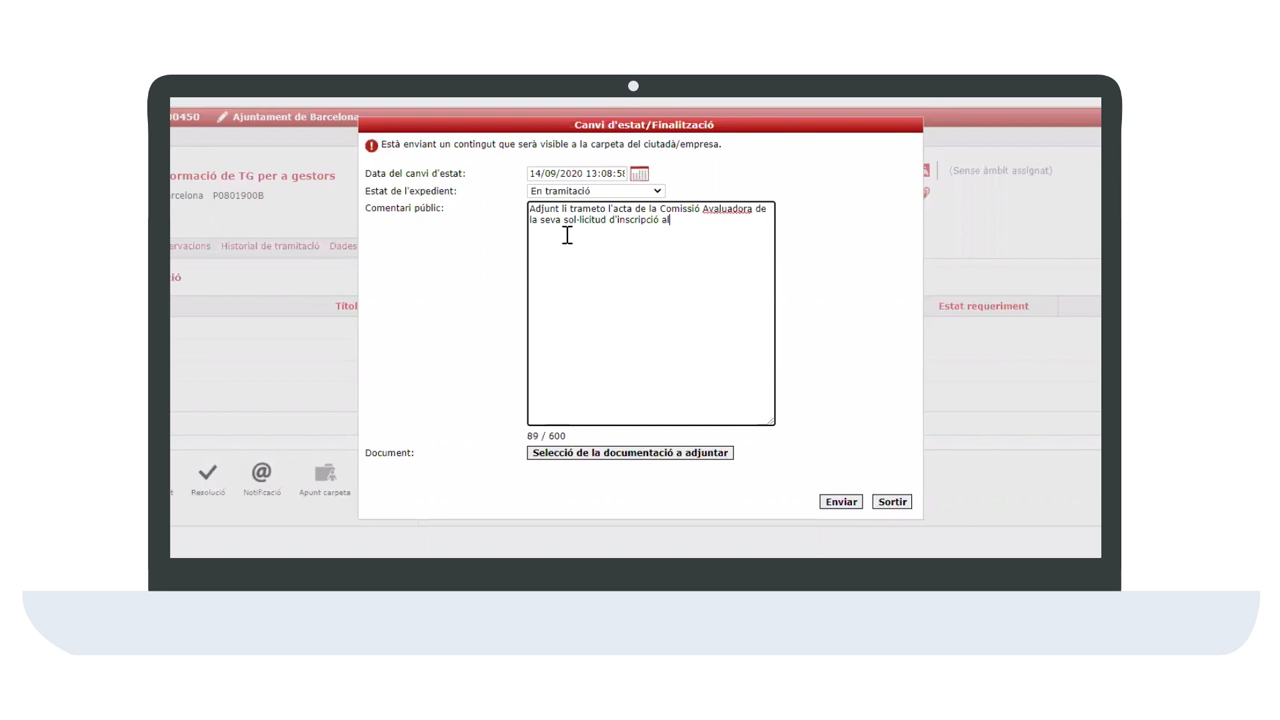 00450 Ajuntament de Barcelona
Canvi d'estat/Finalització
Està enviant un contingut que serà visible a la carpeta del ciutadà/empresa.
ormació de TG per a gestors
rcelona P0801900B
(Sense àmbit assignat)
Data del canvi d'estat: 14/09/2020 13:08:58
Estat de l'expedient: En tramitació
Comentari públic: Adjunt li trameto l'acta de la Comissió Avaluadora de
la seva sol·licitud d'inscripció al
ervacions Historial de tramitació Dades
ió
Títol
Estat requeriment
89 / 600
Document: Selecció de la documentació a adjuntar
t Resolució Notificació Apunt carpeta
Enviar Sortir